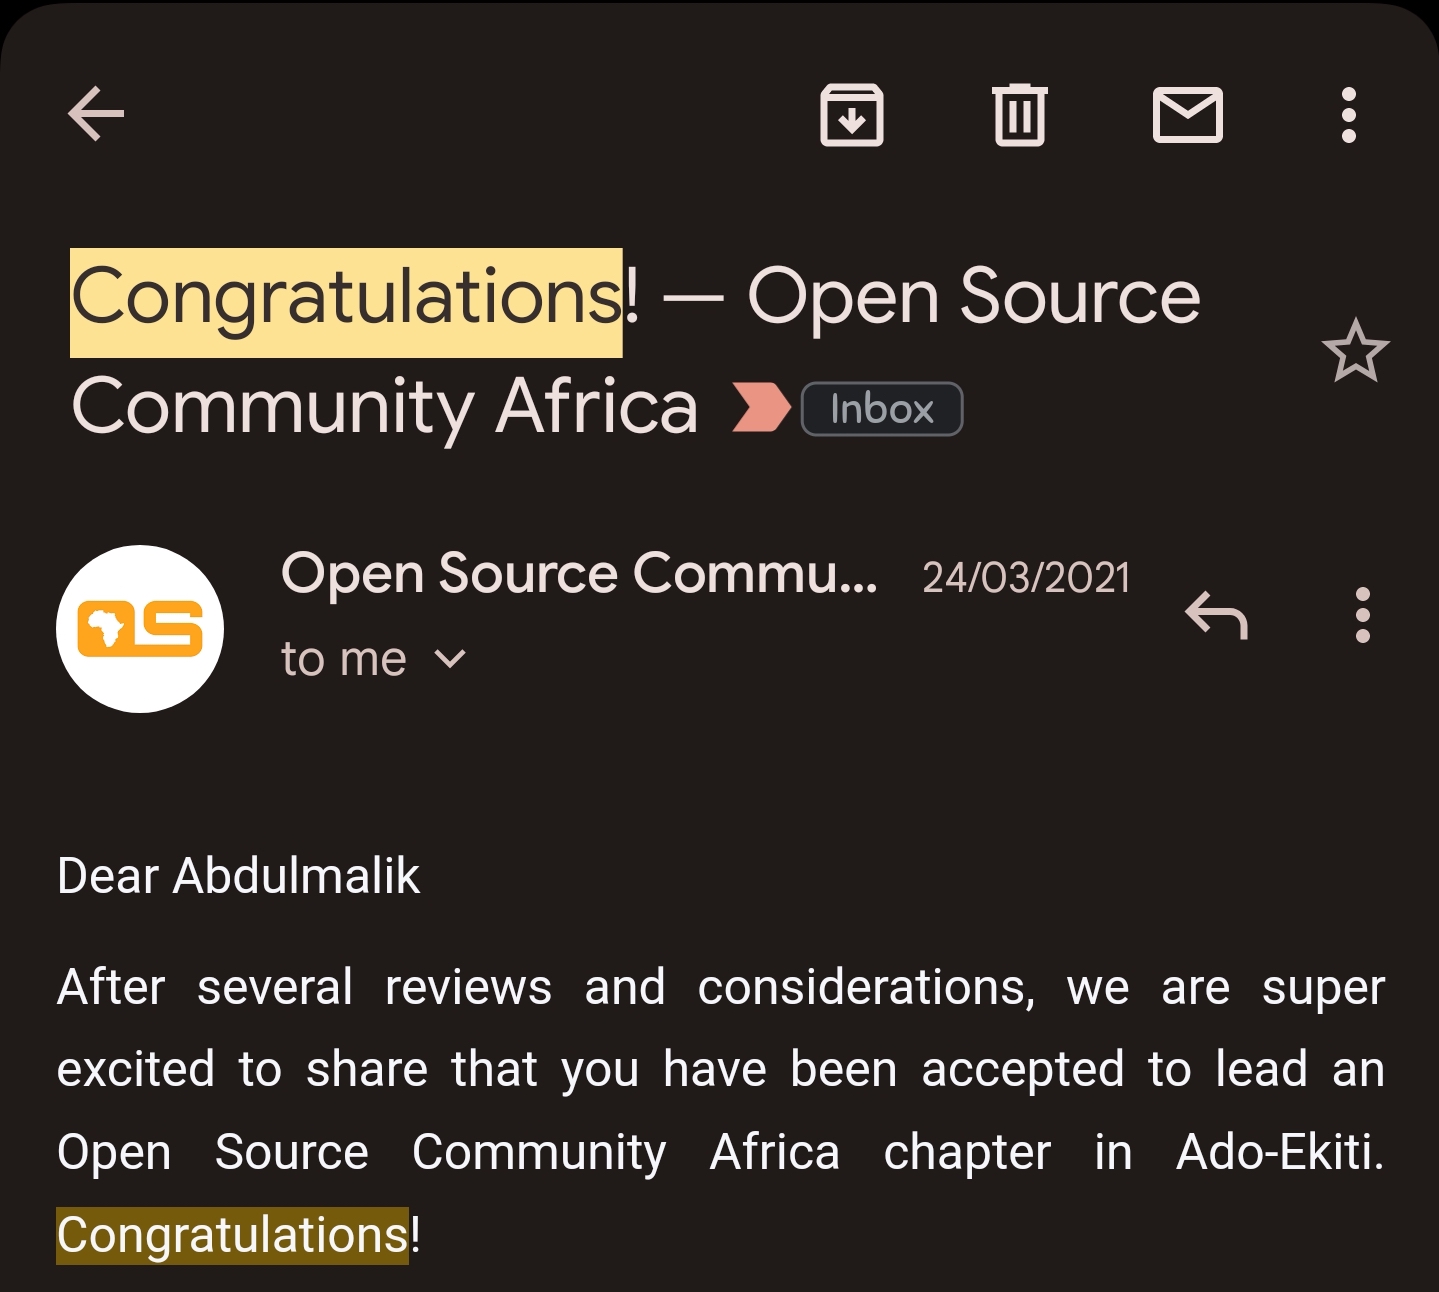 Congratulations! — Open Source
Community Africa Inbox
Open Source Commu... 24/03/2021
to me
Dear Abdulmalik
After several reviews and considerations, we are super
excited to share that you have been accepted to lead an
Open Source Community Africa chapter in Ado-Ekiti.
Congratulations!